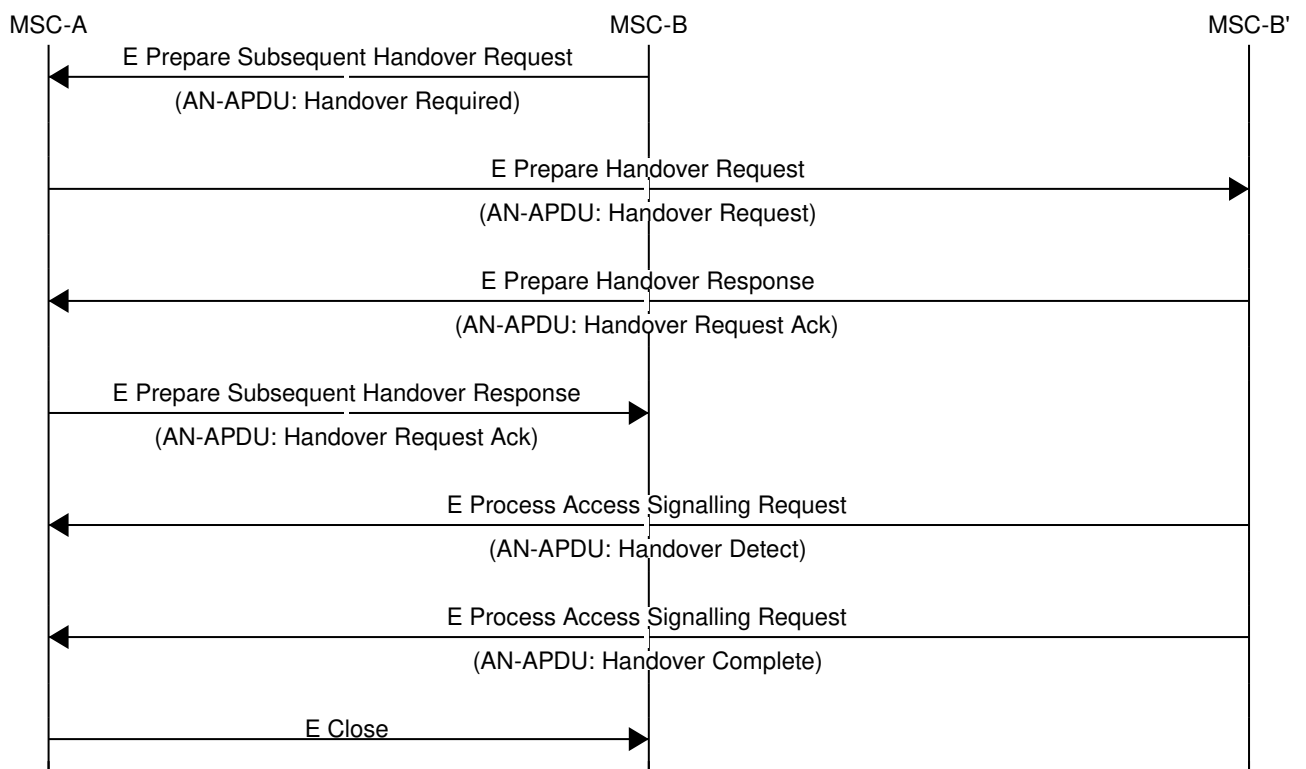 MSC-A MSC-B MSC-B'
E Prepare Subsequent Handover Request
(AN-APDU: Handover Required)
E Prepare Handover Request
(AN-APDU: Handover Request)
E Prepare Handover Response
(AN-APDU: Handover Request Ack)
E Prepare Subsequent Handover Response
(AN-APDU: Handover Request Ack)
E Process Access Signalling Request
(AN-APDU: Handover Detect)
E Process Access Signalling Request
(AN-APDU: Handover Complete)
E Close